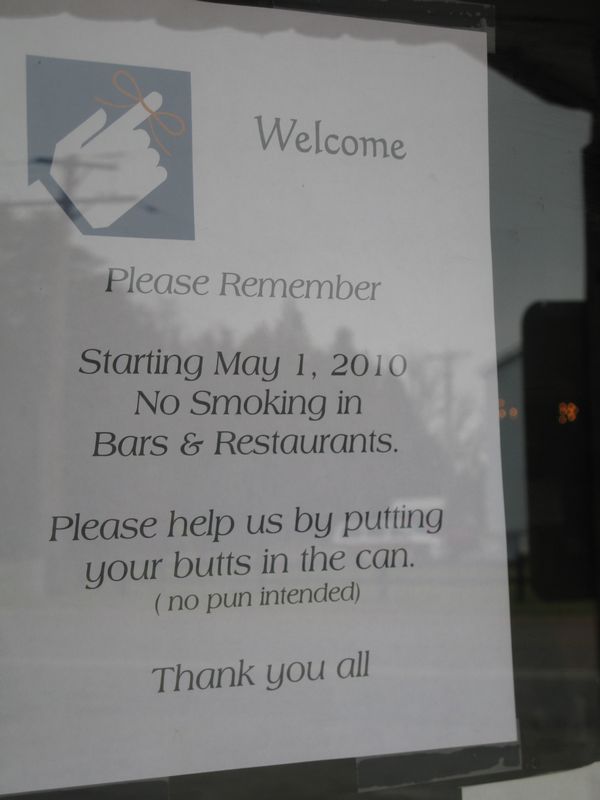 Welcome
Please Remember
Starting May 1, 2010
No Smoking in
Bars & Restaurants.
Please help us by putting
your butts in the can.
( no pun intended)
Thank you all